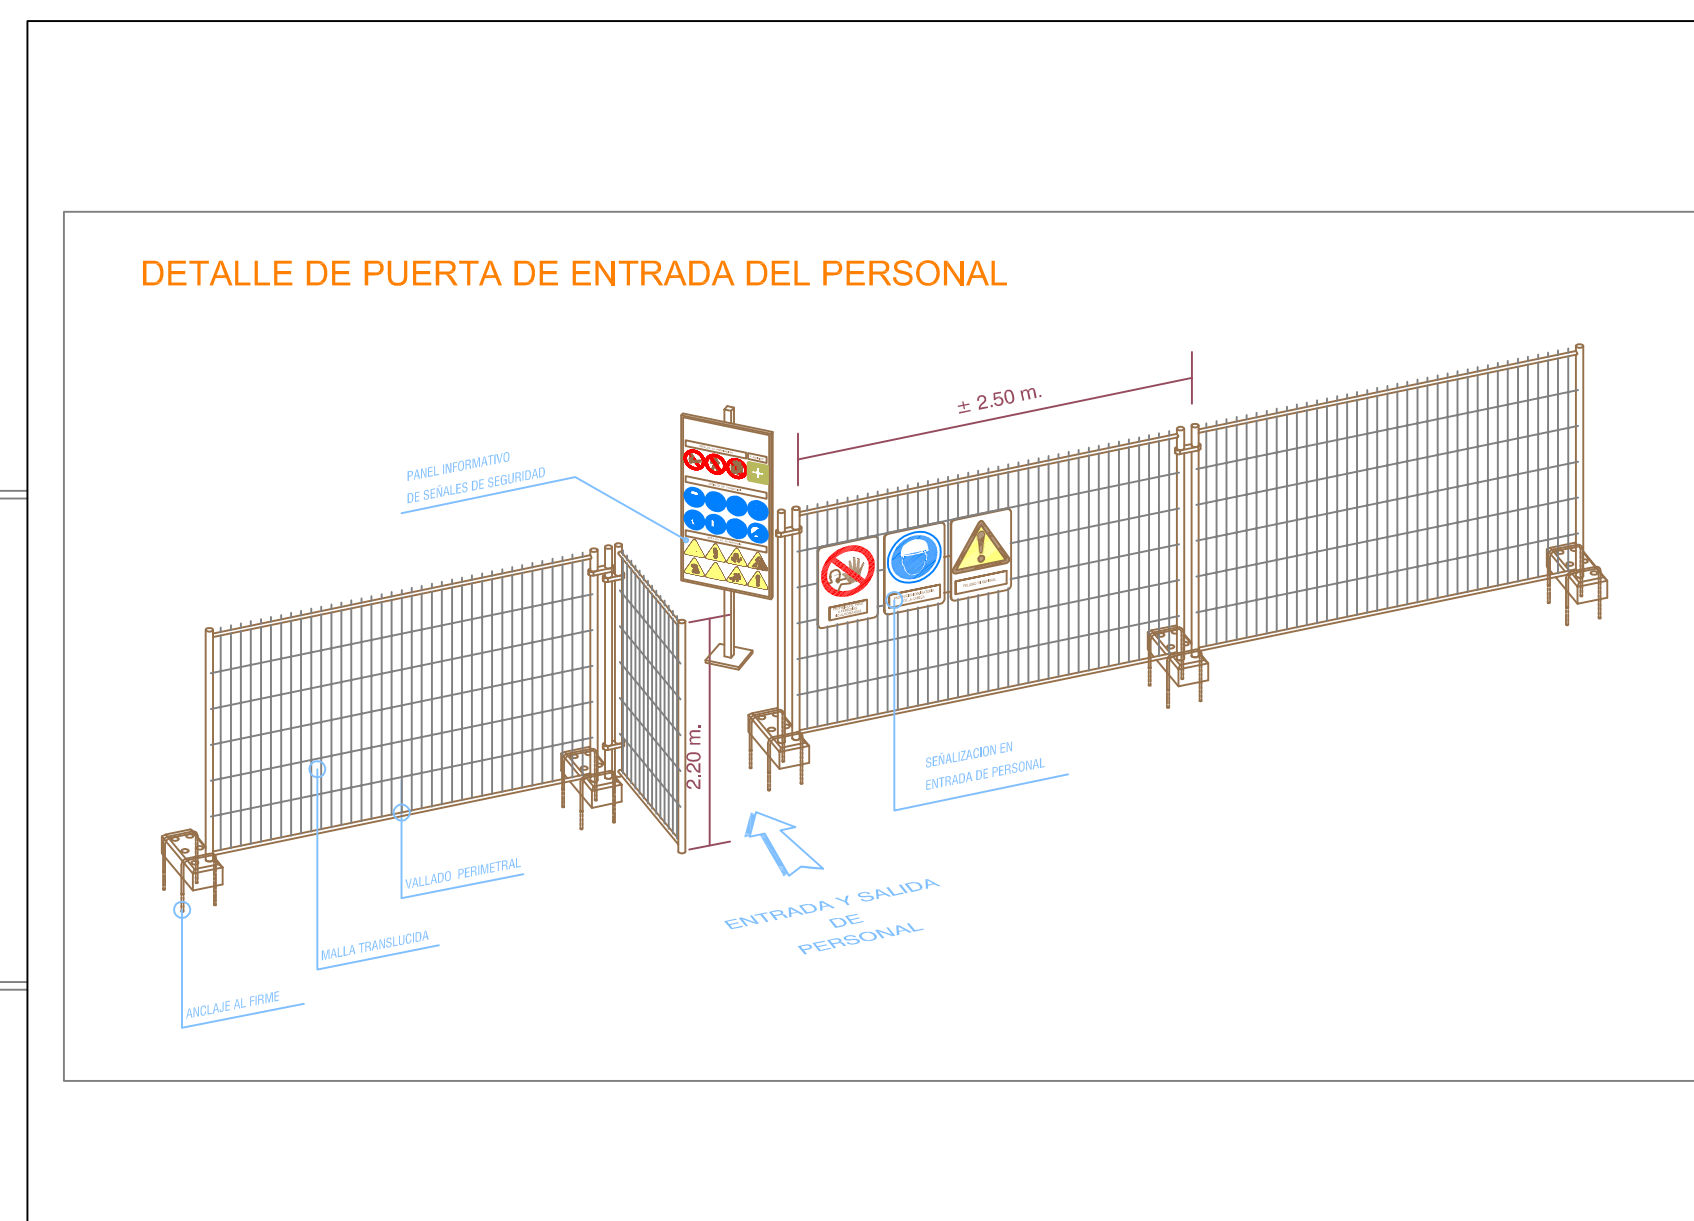 DETALLE DE PUERTA DE ENTRADA DEL PERSONAL
± 2.50 m.
PANEL INFORMATIVO
DE SEÑALES DE SEGURIDAD
2.20 m.
SEÑALIZACION EN
ENTRADA DE PERSONAL
VALLADO PERIMETRAL
ENTRADA Y SALIDA
DE
PERSONAL
MALLA TRANSLUCIDA
ANCLAJE AL FIRME